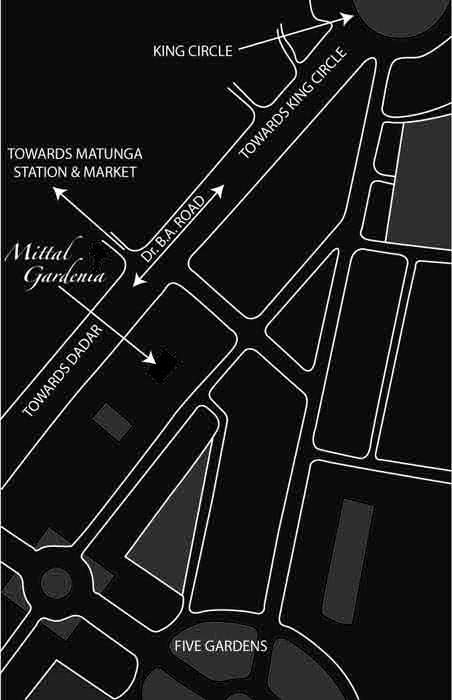 KING CIRCLE
TOWARDS KING CIRCLE
TOWARDS MATUNGA
STATION & MARKET
Dr. B.A. ROAD
Mittal
Gardenia
TOWARDS DADAR
FIVE GARDENS